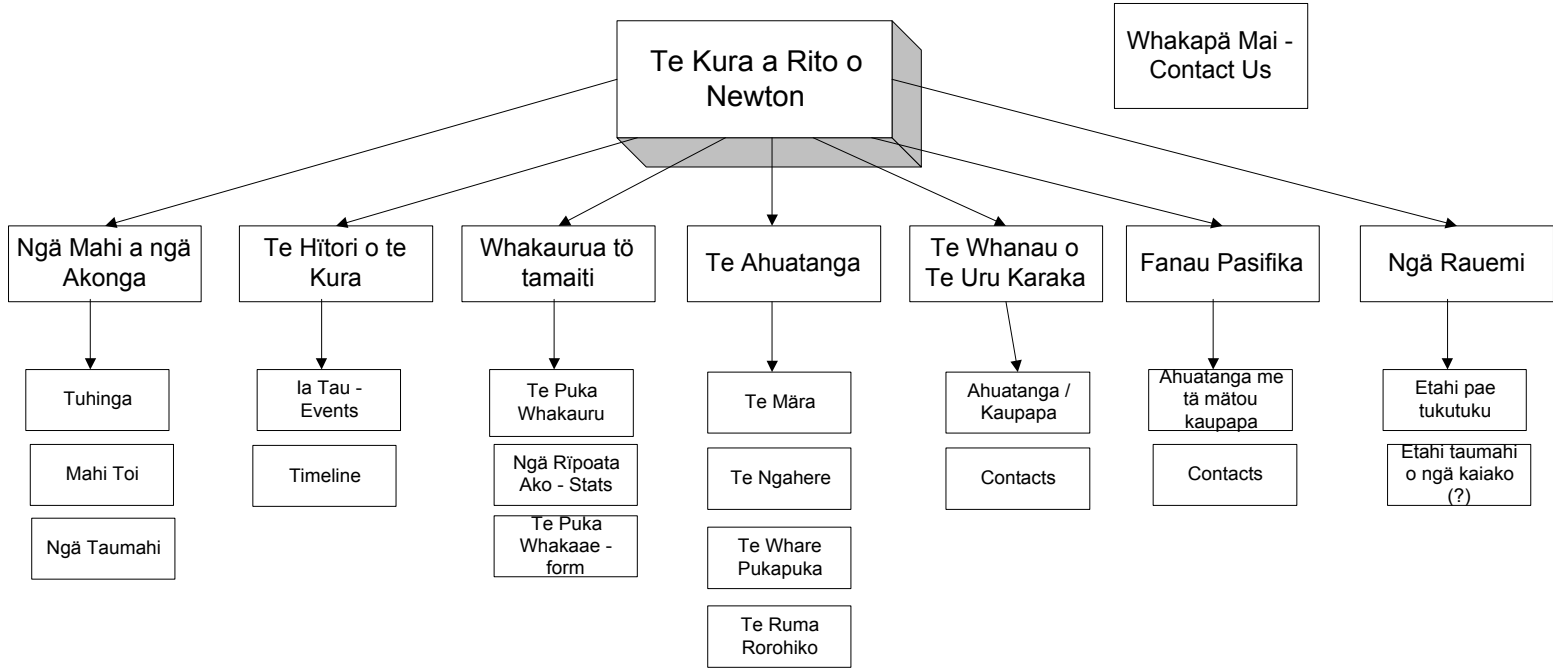 Te Kura a Rito o
Newton
Whakapä Mai -
Contact Us
Ngä Mahi a ngä
Akonga
Te Hïtori o te
Kura
Whakaurua tö
tamaiti
Te Ahuatanga
Te Whanau o
Te Uru Karaka
Fanau Pasifika
Ngä Rauemi
Tuhinga
Mahi Toi
Ngä Taumahi
Ia Tau -
Events
Timeline
Te Puka
Whakauru
Ngä Rïpoata
Ako - Stats
Te Puka
Whakaae -
form
Te Mära
Te Ngahere
Te Whare
Pukapuka
Te Ruma
Rorohiko
Ahuatanga /
Kaupapa
Contacts
Ahuatanga me
tä mätou
kaupapa
Contacts
Etahi pae
tukutuku
Etahi taumahi
o ngä kaiako
(?)